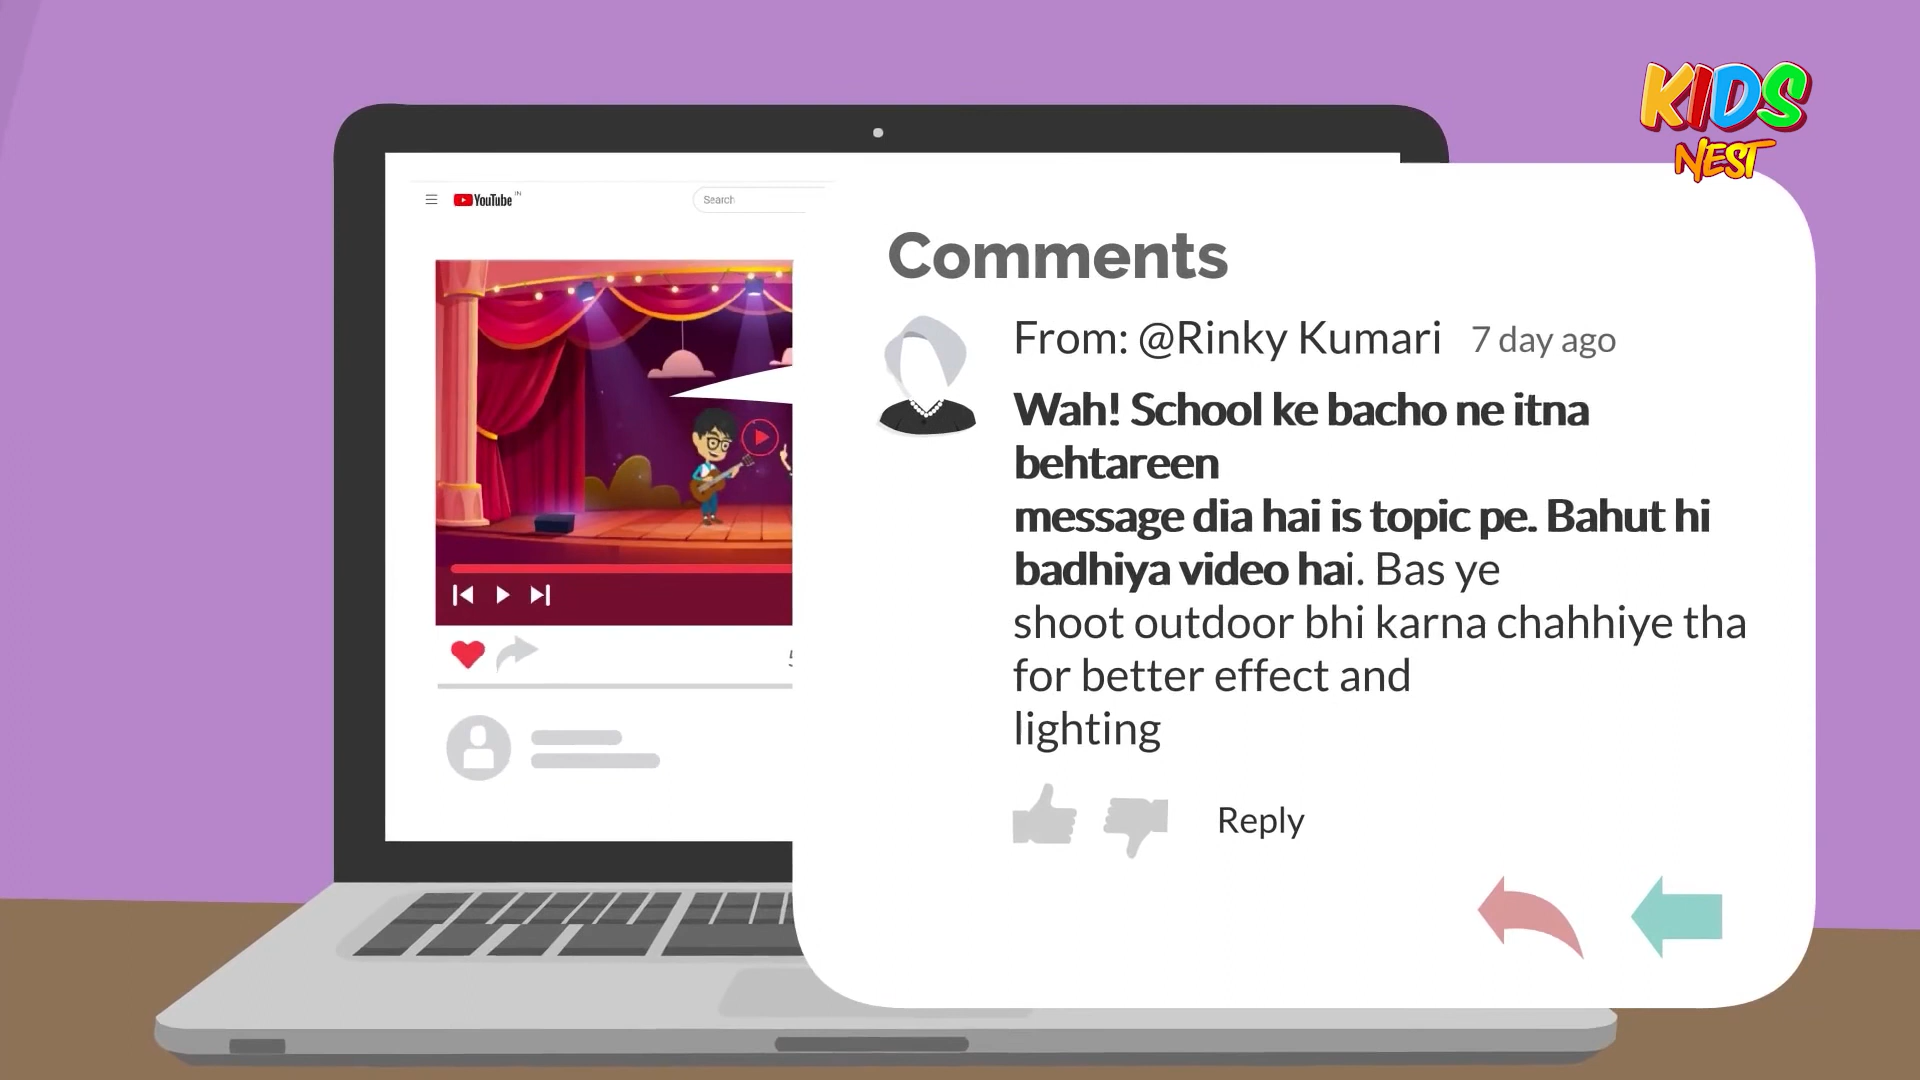 KIDS
NEST
YouTube IN
Search
Comments
From: @Rinky Kumari 7 day ago
Wah! School ke bacho ne itna
behtareen
message dia hai is topic pe. Bahut hi
badhiya video hai. Bas ye
shoot outdoor bhi karna chahhiye tha
for better effect and
lighting
Reply